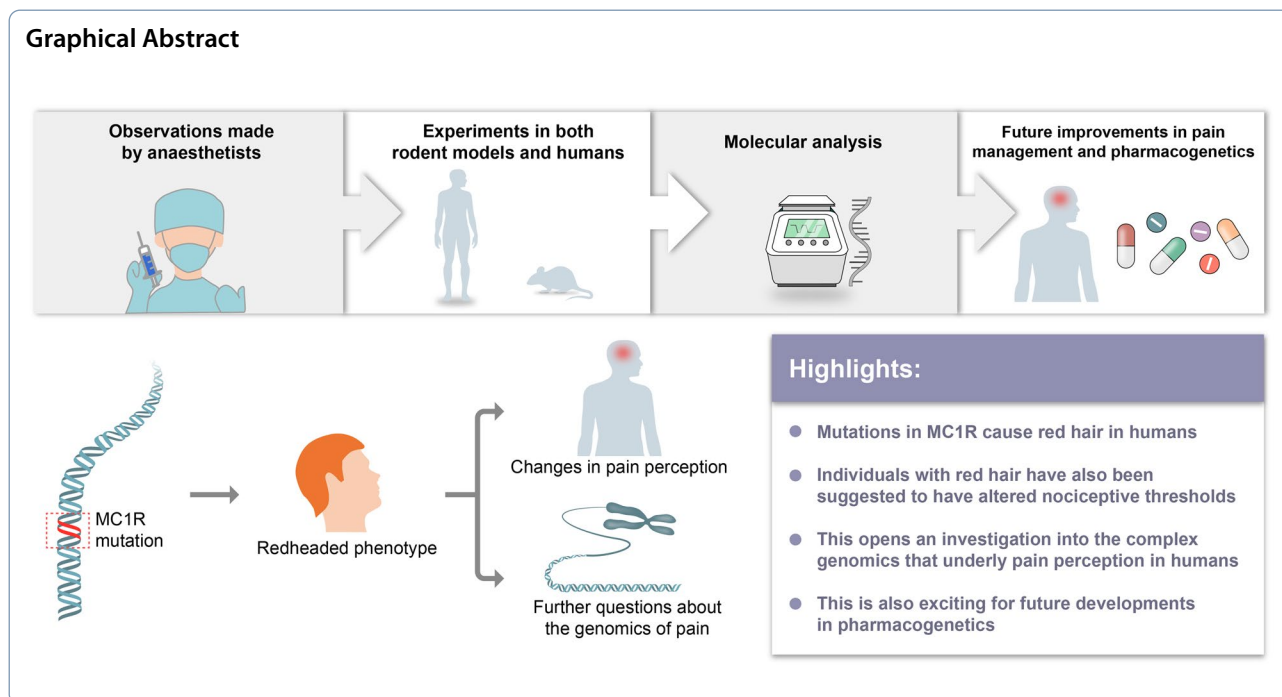 Graphical Abstract
Observations made
by anaesthetists
Experiments in both
rodent models and humans
Molecular analysis
Future improvements in pain
management and pharmacogenetics
MC1R
mutation
Redheaded phenotype
Changes in pain perception
Further questions about
the genomics of pain
Highlights:
Mutations in MC1R cause red hair in humans
Individuals with red hair have also been
suggested to have altered nociceptive thresholds
This opens an investigation into the complex
genomics that underly pain perception in humans
This is also exciting for future developments
in pharmacogenetics